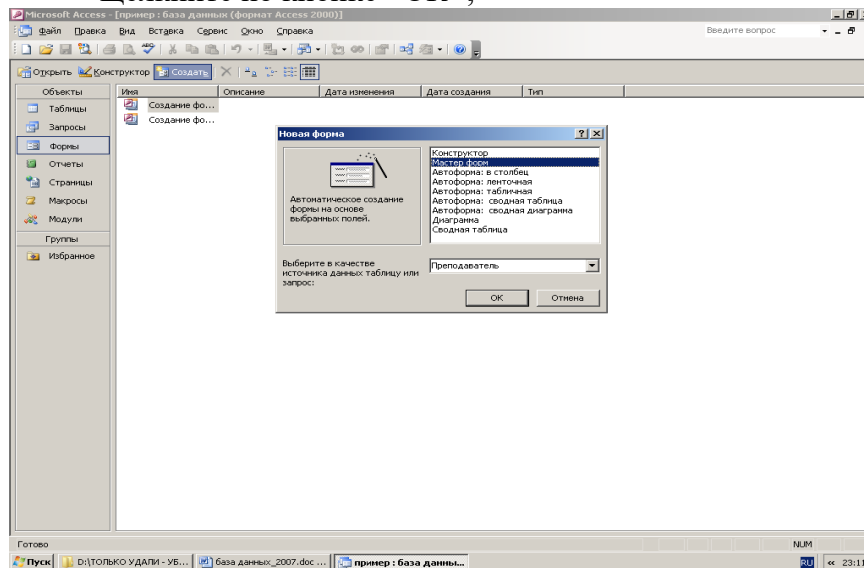 Microsoft Access - [пример : база данных (формат Access 2000)]
Файл Правка Вид Вставка Сервис Окно Справка
Введите вопрос
Открыть Конструктор Создать
Объекты
Таблицы
Запросы
Формы
Отчеты
Страницы
Макросы
Модули
Группы
Избранное
Имя Описание Дата изменения Дата создания Тип
Создание фо...
Создание фо...
Новая форма
Автоматическое создание
формы на основе
выбранных полей.
Конструктор
Мастер форм
Автоформа: в столбец
Автоформа: ленточная
Автоформа: табличная
Автоформа: сводная таблица
Автоформа: сводная диаграмма
Диаграмма
Сводная таблица
Выберите в качестве
источника данных таблицу или
запрос:
Преподаватель
ОК Отмена
Готово
NUM
Пуск D:\ТОЛЬКО УДАЛИ - УБ... база данных_2007.doc ... пример : база данны... RU « 23:11